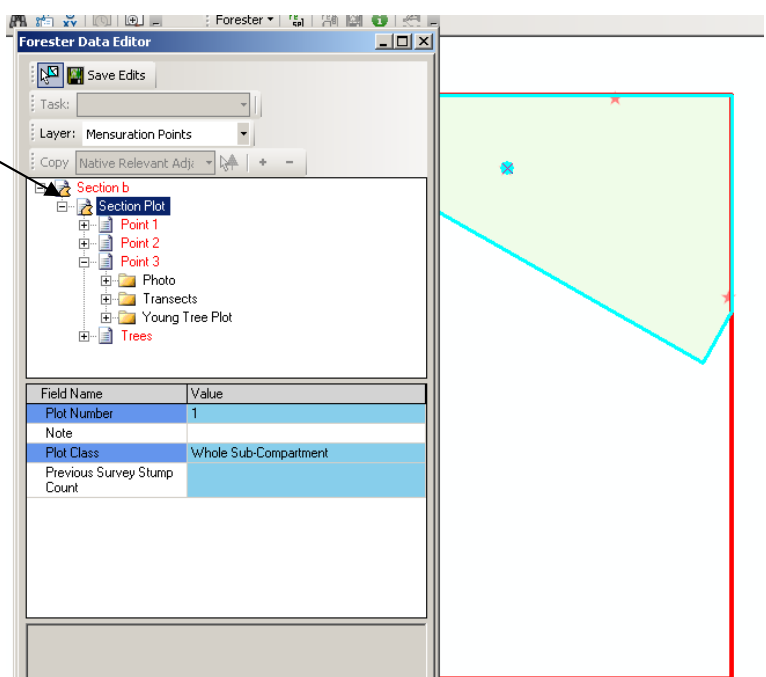 Forester
Forester Data Editor
Save Edits
Task:
Layer: Mensuration Points
Copy Native Relevant Adja
Section b
Section Plot
Point 1
Point 2
Point 3
Photo
Transects
Young Tree Plot
Trees
Field Name Value
Plot Number 1
Note
Plot Class Whole Sub-Compartment
Previous Survey Stump
Count